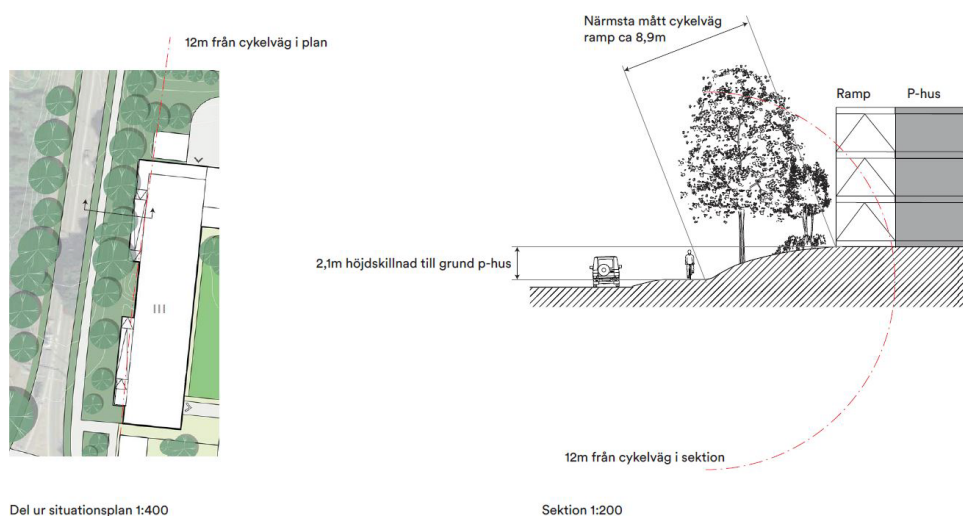 12m från cykelväg i plan
III
Del ur situationsplan 1:400
Närmsta mått cykelväg
ramp ca 8,9m
Ramp
P-hus
2,1m höjdskillnad till grund p-hus
12m från cykelväg i sektion
Sektion 1:200